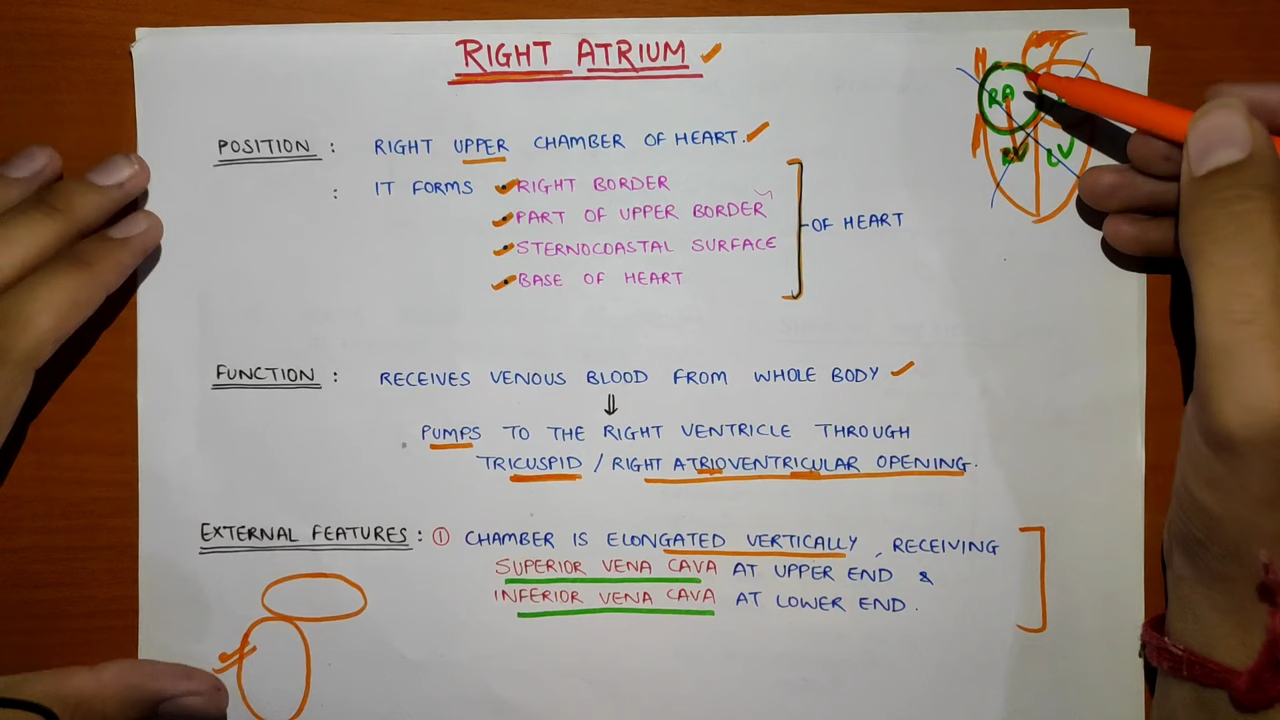 RIGHT ATRIUM
RA
LV
POSITION : RIGHT UPPER CHAMBER OF HEART.
: IT FORMS • RIGHT BORDER
• PART OF UPPER BORDER
• STERNOCOASTAL SURFACE
• BASE OF HEART
OF HEART
FUNCTION : RECEIVES VENOUS BLOOD FROM WHOLE BODY
⇓
PUMPS TO THE RIGHT VENTRICLE THROUGH
TRICUSPID / RIGHT ATRIOVENTRICULAR OPENING.
EXTERNAL FEATURES : ① CHAMBER IS ELONGATED VERTICALLY, RECEIVING
SUPERIOR VENA CAVA AT UPPER END &
INFERIOR VENA CAVA AT LOWER END.